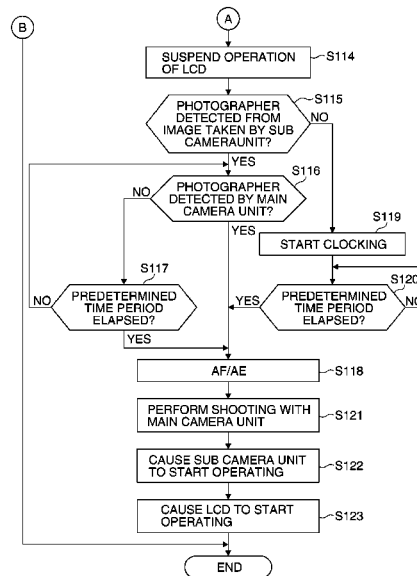 B
A
SUSPEND OPERATION
OF LCD
S114
PHOTOGRAPHER
DETECTED FROM
IMAGE TAKEN BY SUB
CAMERAUNIT?
S115
NO
YES
S116
NO
PHOTOGRAPHER
DETECTED BY MAIN
CAMERA UNIT?
YES
S119
START CLOCKING
S117
S120
NO
PREDETERMINED
TIME PERIOD
ELAPSED?
YES
YES
PREDETERMINED
TIME PERIOD
ELAPSED?
NO
AF/AE
S118
PERFORM SHOOTING WITH
MAIN CAMERA UNIT
S121
CAUSE SUB CAMERA UNIT
TO START OPERATING
S122
CAUSE LCD TO START
OPERATING
S123
END